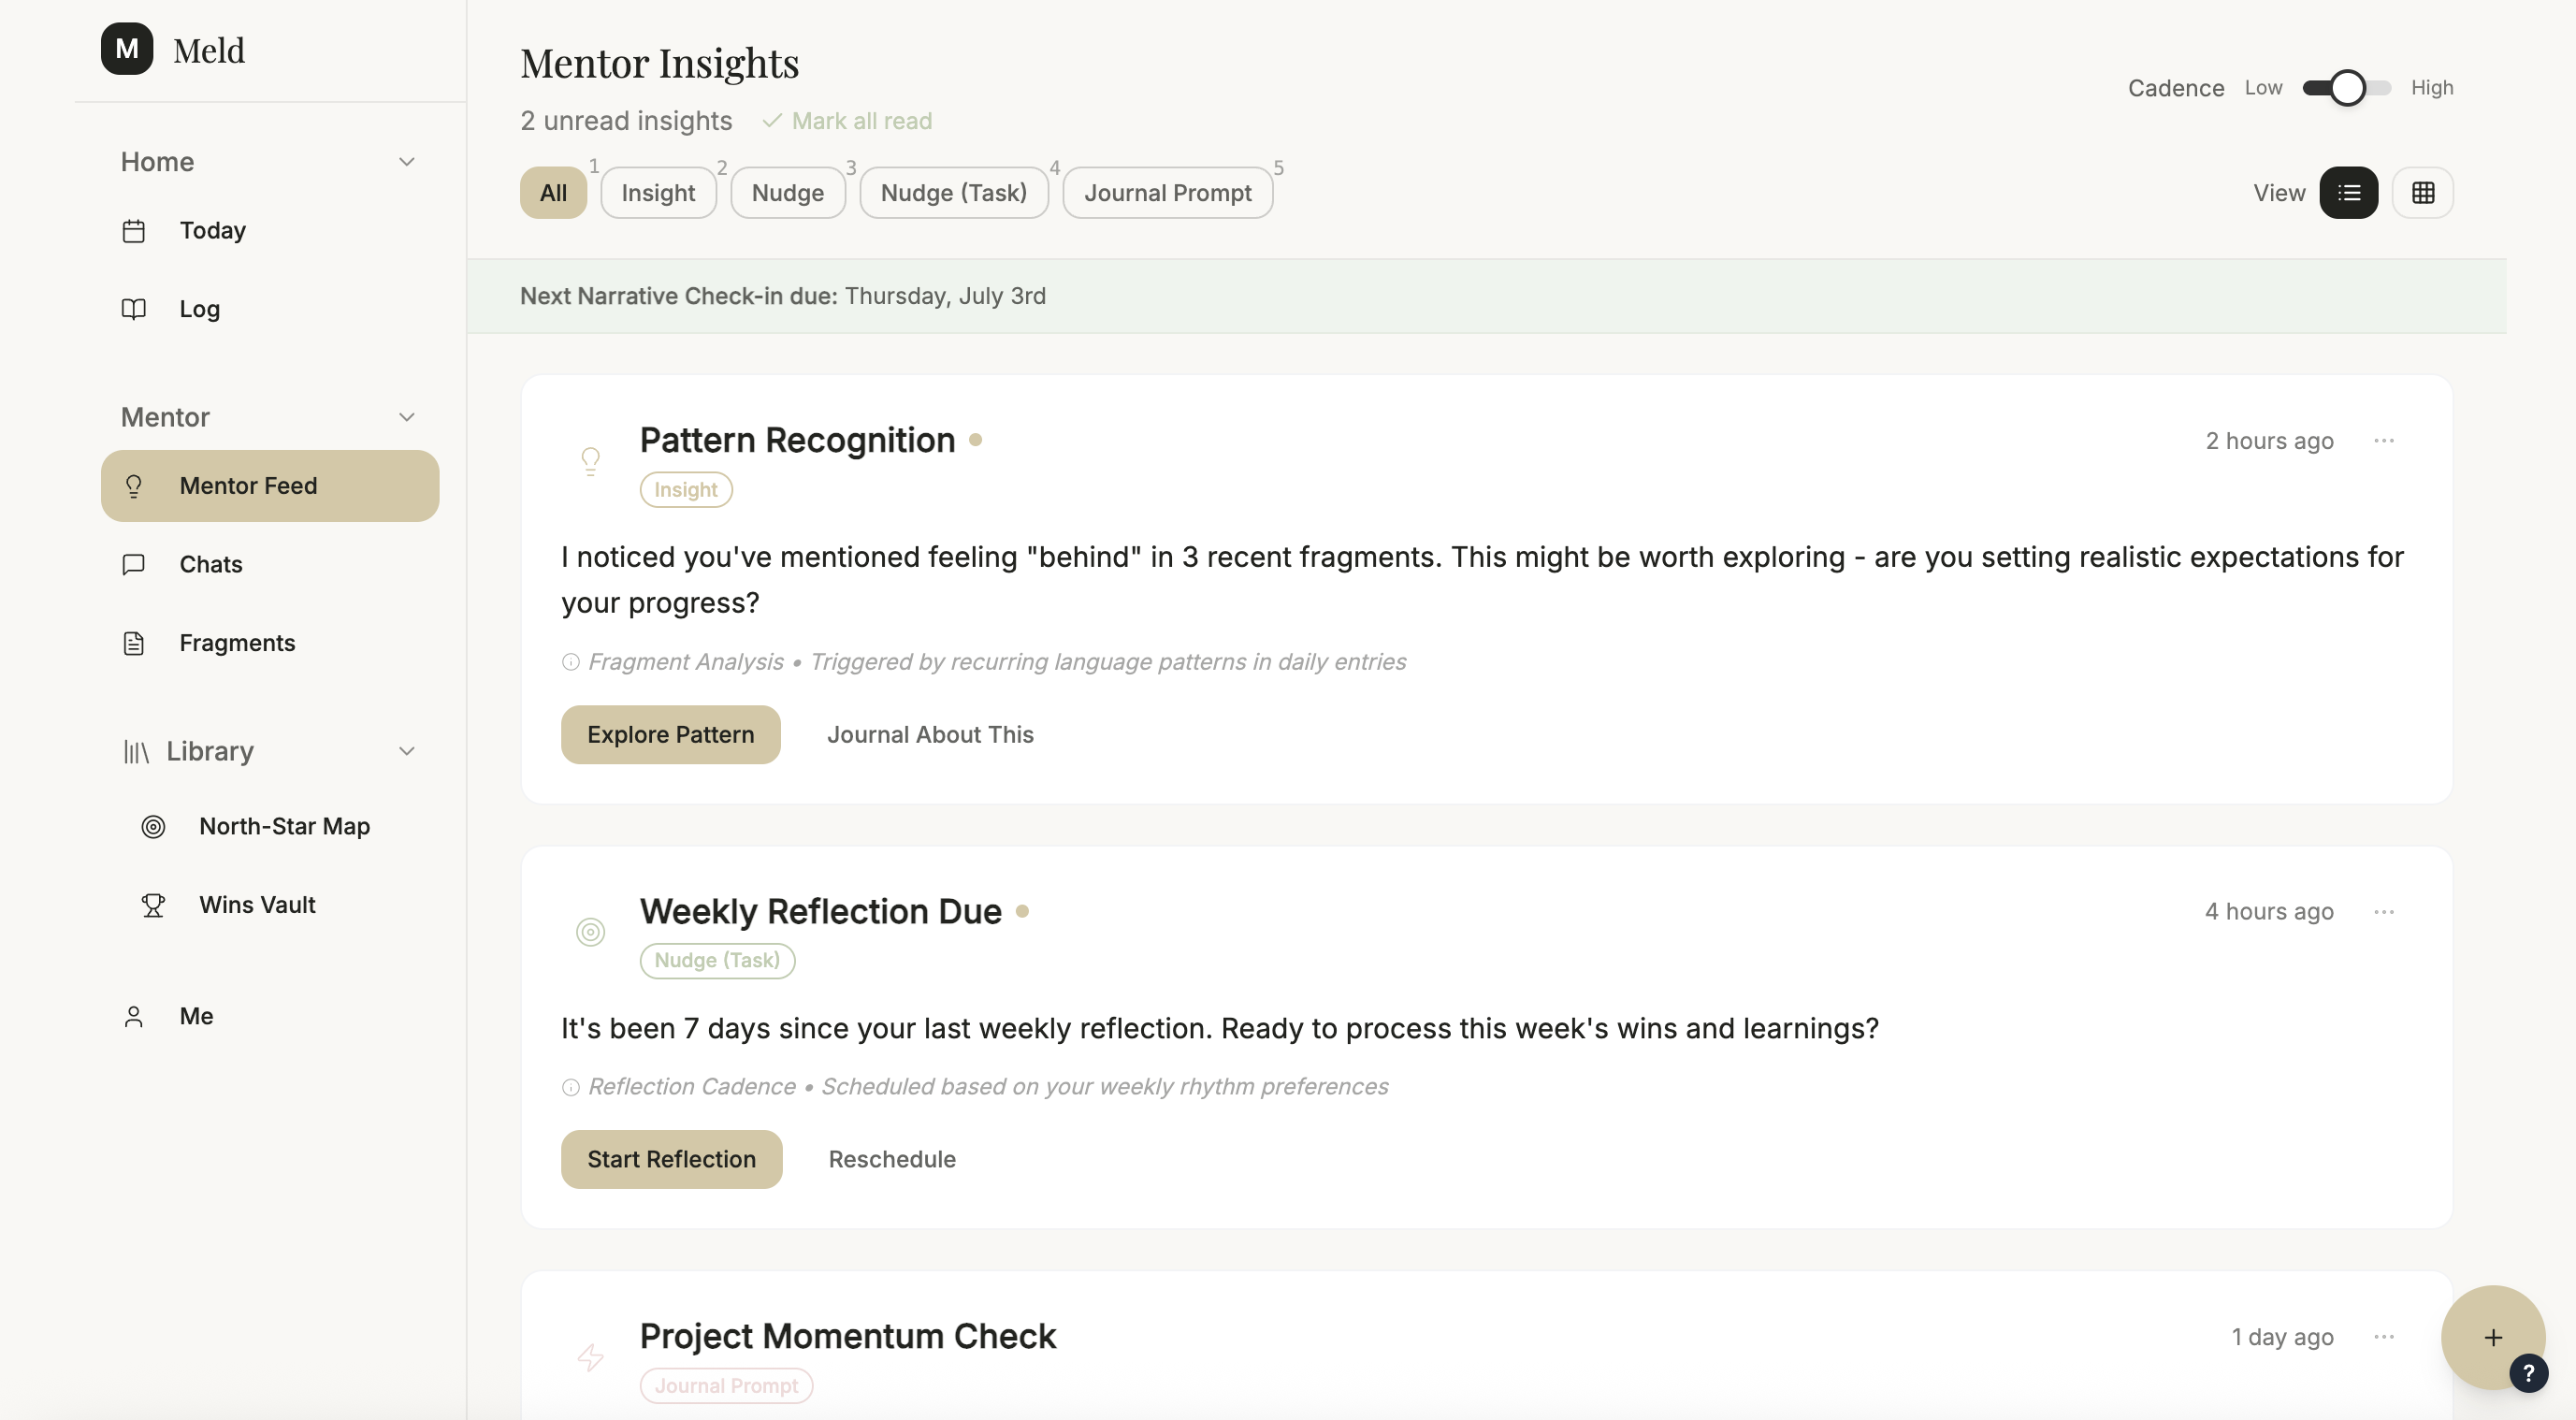 M Meld
Home
Today
Log
Mentor
Mentor Feed
Chats
Fragments
Library
North-Star Map
Wins Vault
Me
Mentor Insights
2 unread insights Mark all read
Cadence Low High
All 1 Insight 2 Nudge 3 Nudge (Task) 4 Journal Prompt 5
View
Next Narrative Check-in due: Thursday, July 3rd
Pattern Recognition 2 hours ago
Insight
I noticed you've mentioned feeling "behind" in 3 recent fragments. This might be worth exploring - are you setting realistic expectations for
your progress?
Fragment Analysis • Triggered by recurring language patterns in daily entries
Explore Pattern Journal About This
Weekly Reflection Due 4 hours ago
Nudge (Task)
It's been 7 days since your last weekly reflection. Ready to process this week's wins and learnings?
Reflection Cadence • Scheduled based on your weekly rhythm preferences
Start Reflection Reschedule
Project Momentum Check 1 day ago
Journal Prompt
+
?